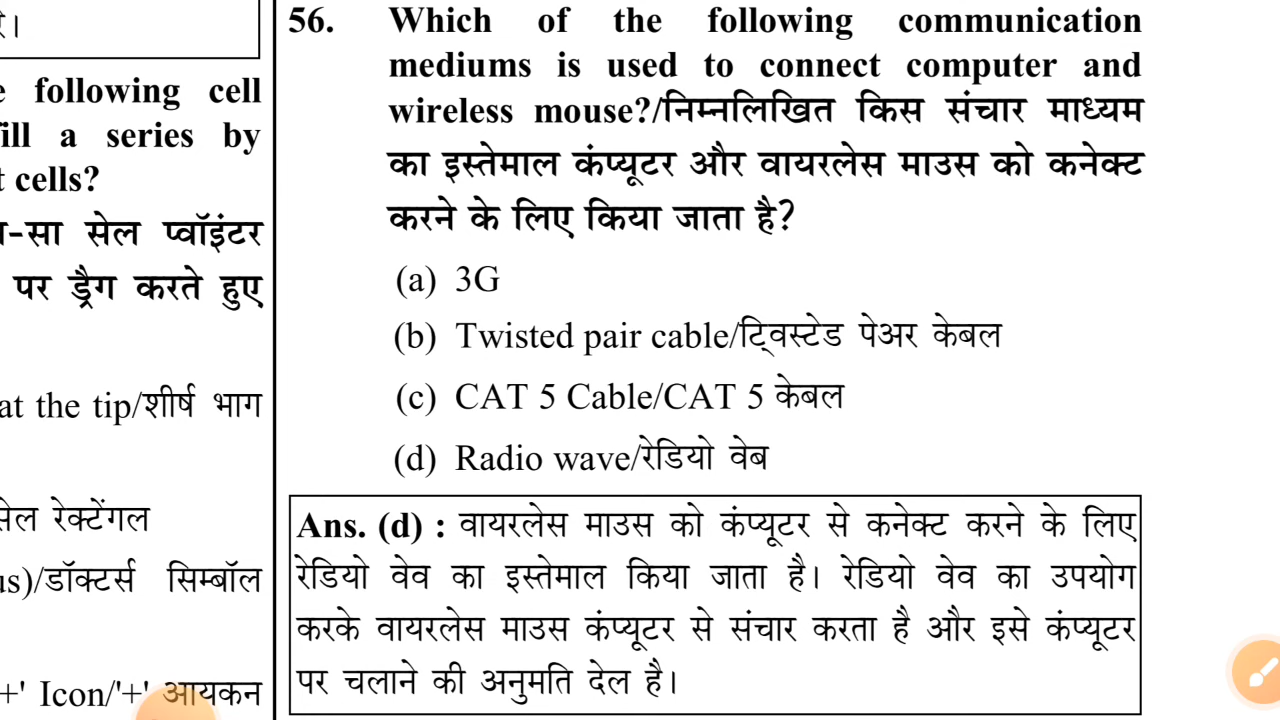 रे।
following cell
fill a series by
t cells?
-सा सेल प्वॉइंटर
पर ड्रैग करते हुए
at the tip/शीर्ष भाग
सेल रेक्टेंगल
us)/डॉक्टर्स सिम्बॉल
+' Icon/'+' आयकन
56. Which of the following communication
mediums is used to connect computer and
wireless mouse?/निम्नलिखित किस संचार माध्यम
का इस्तेमाल कंप्यूटर और वायरलेस माउस को कनेक्ट
करने के लिए किया जाता है?
(a) 3G
(b) Twisted pair cable/ट्विस्टेड पेअर केबल
(c) CAT 5 Cable/CAT 5 केबल
(d) Radio wave/रेडियो वेब
Ans. (d) : वायरलेस माउस को कंप्यूटर से कनेक्ट करने के लिए
रेडियो वेव का इस्तेमाल किया जाता है। रेडियो वेव का उपयोग
करके वायरलेस माउस कंप्यूटर से संचार करता है और इसे कंप्यूटर
पर चलाने की अनुमति देल है।